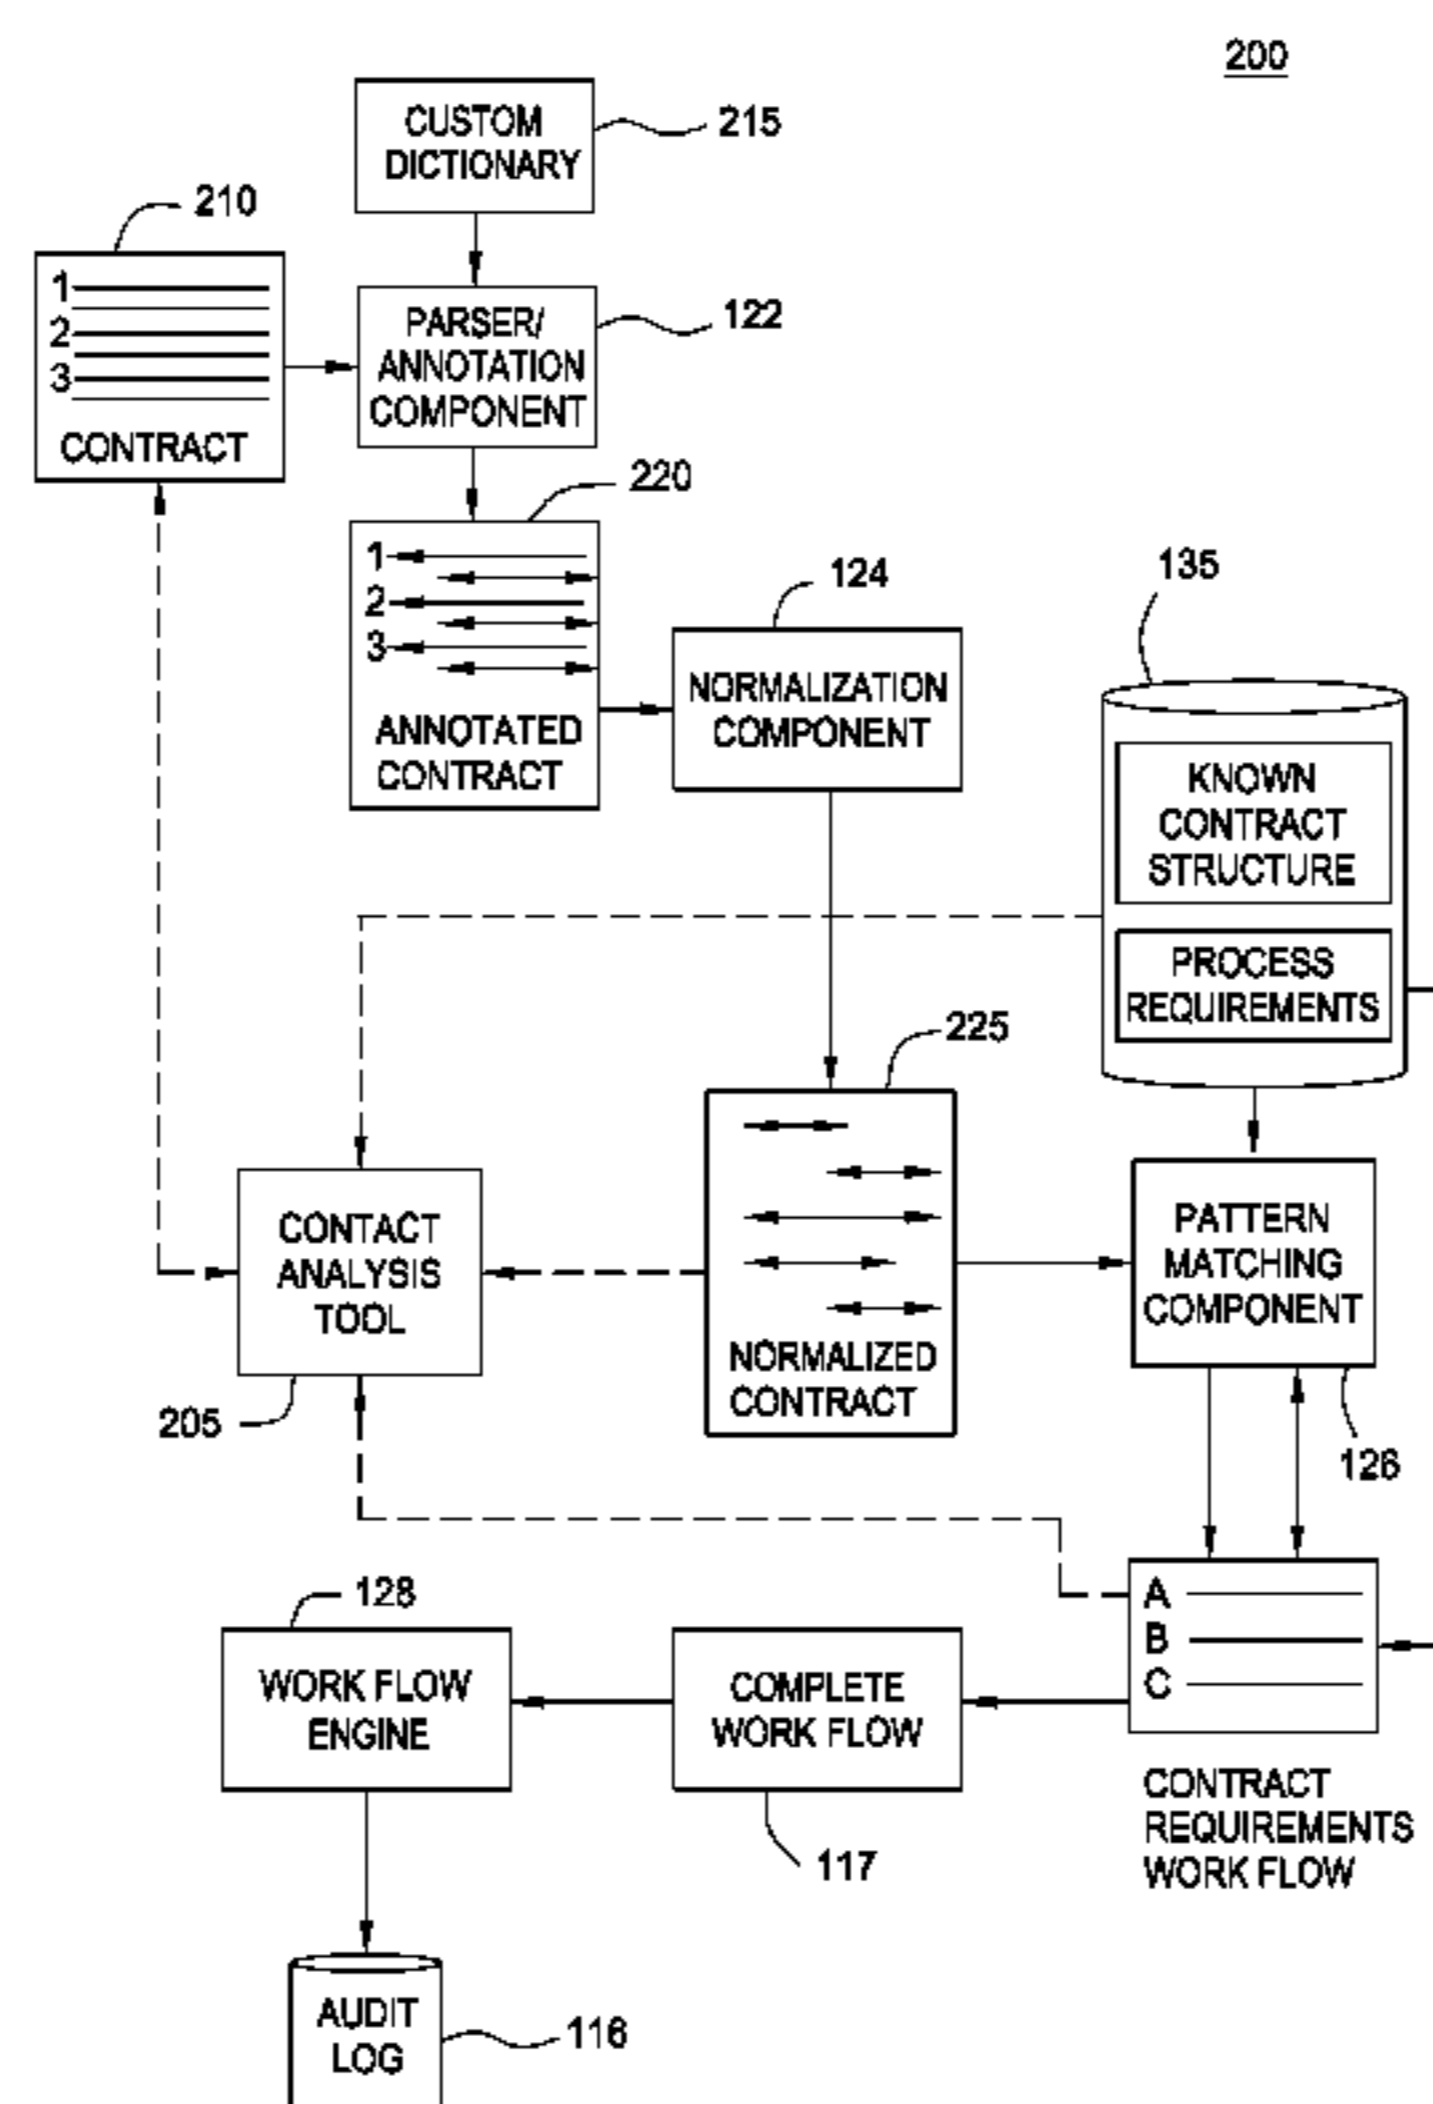 200
CUSTOM
DICTIONARY
215
210
1
2
3
CONTRACT
PARSER/
ANNOTATION
COMPONENT
122
220
1
2
3
ANNOTATED
CONTRACT
124
NORMALIZATION
COMPONENT
135
KNOWN
CONTRACT
STRUCTURE
PROCESS
REQUIREMENTS
225
NORMALIZED
CONTRACT
CONTACT
ANALYSIS
TOOL
205
PATTERN
MATCHING
COMPONENT
126
A
B
C
CONTRACT
REQUIREMENTS
WORK FLOW
128
WORK FLOW
ENGINE
COMPLETE
WORK FLOW
117
AUDIT
LOG
116